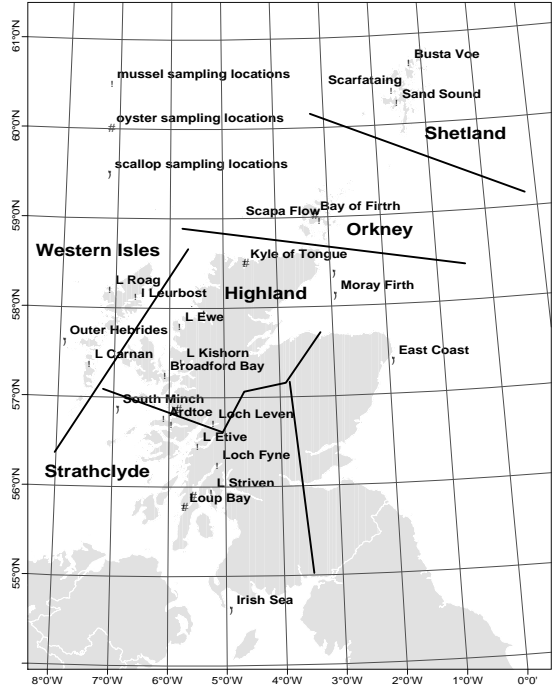 61°0'N
Busta Voe
mussel sampling locations
Scarfataing
Sand Sound
60°0'N
# oyster sampling locations
Shetland
scallop sampling locations
59°0'N
Scapa Flow
Bay of Firtrh
Orkney
Western Isles
# Kyle of Tongue
L Roag
Highland
Moray Firth
l Leurbost
58°0'N
L Ewe
Outer Hebrides
East Coast
L Carnan
L Kishorn
Broadford Bay
57°0'N
South Minch
Ardtoe
Loch Leven
L Etive
Loch Fyne
Strathclyde
56°0'N
L Striven
# Loup Bay
55°0'N
Irish Sea
8°0'W 7°0'W 6°0'W 5°0'W 4°0'W 3°0'W 2°0'W 1°0'W 0°0'